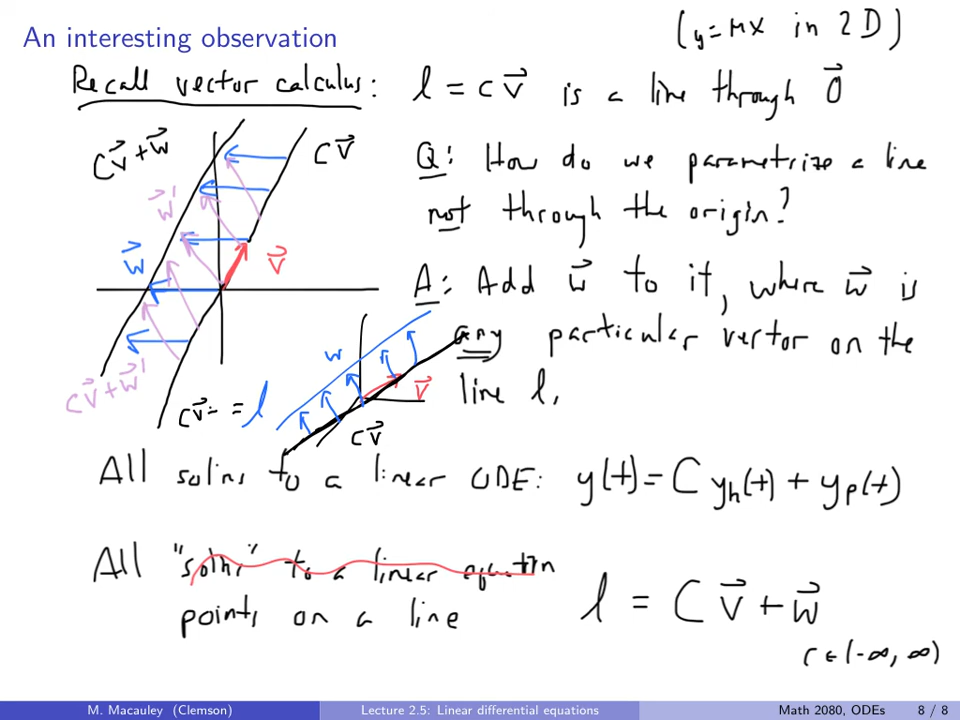 An interesting observation
(y=mx in 2D)
Recall vector calculus:
l = c v⃗ is a line through 0⃗
Cv⃗+w⃗
Cv⃗
Q: How do we parametrize a line
not through the origin?
w⃗'
w⃗
v⃗
A: Add w⃗ to it, where w⃗ is
any particular vector on the
line l.
Cv⃗+w⃗'
w
v⃗
= l
cv⃗
All solns to a linear ODE: y(t) = C yh(t) + yp(t)
All "solns" to a linear equation
points on a line
l = C v⃗ + w⃗
C ∈ (-∞, ∞)
M. Macauley (Clemson)
Lecture 2.5: Linear differential equations
Math 2080, ODEs
8 / 8